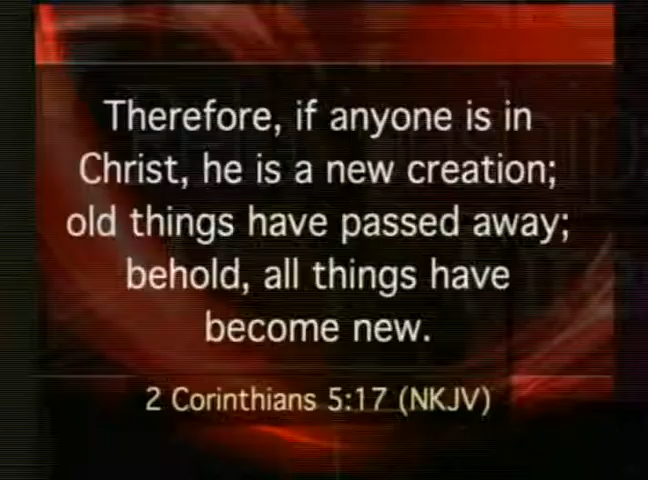 Therefore, if anyone is in
Christ, he is a new creation;
old things have passed away;
behold, all things have
become new.
2 Corinthians 5:17 (NKJV)